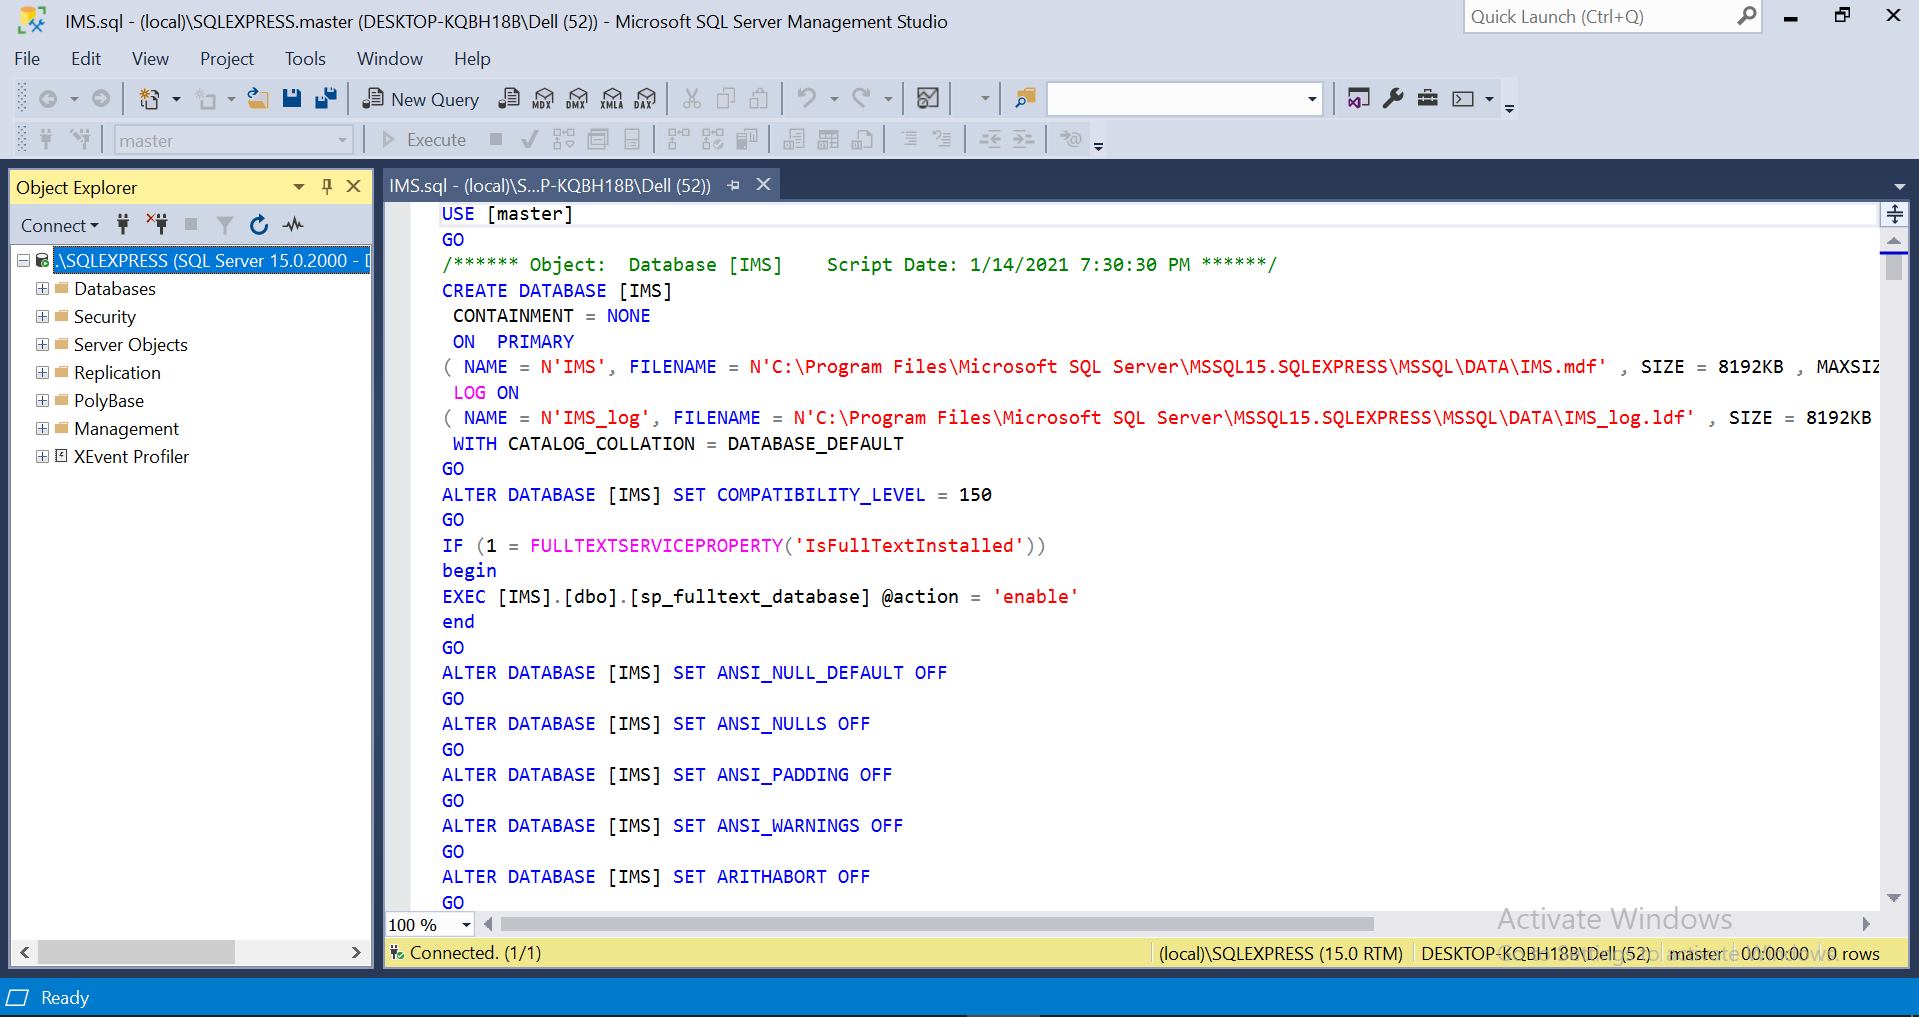 IMS.sql - (local)\SQLEXPRESS.master (DESKTOP-KQBH18B\Dell (52)) - Microsoft SQL Server Management Studio
Quick Launch (Ctrl+Q)
File Edit View Project Tools Window Help
New Query MDX DMX XMLA DAX
master Execute
Object Explorer
IMS.sql - (local)\S...P-KQBH18B\Dell (52))
Connect
.\SQLEXPRESS (SQL Server 15.0.2000 - D
Databases
Security
Server Objects
Replication
PolyBase
Management
XEvent Profiler
USE [master]
GO
/****** Object:  Database [IMS]    Script Date: 1/14/2021 7:30:30 PM ******/
CREATE DATABASE [IMS]
 CONTAINMENT = NONE
 ON  PRIMARY
( NAME = N'IMS', FILENAME = N'C:\Program Files\Microsoft SQL Server\MSSQL15.SQLEXPRESS\MSSQL\DATA\IMS.mdf' , SIZE = 8192KB , MAXSIZ
 LOG ON
( NAME = N'IMS_log', FILENAME = N'C:\Program Files\Microsoft SQL Server\MSSQL15.SQLEXPRESS\MSSQL\DATA\IMS_log.ldf' , SIZE = 8192KB
 WITH CATALOG_COLLATION = DATABASE_DEFAULT
GO
ALTER DATABASE [IMS] SET COMPATIBILITY_LEVEL = 150
GO
IF (1 = FULLTEXTSERVICEPROPERTY('IsFullTextInstalled'))
begin
EXEC [IMS].[dbo].[sp_fulltext_database] @action = 'enable'
end
GO
ALTER DATABASE [IMS] SET ANSI_NULL_DEFAULT OFF
GO
ALTER DATABASE [IMS] SET ANSI_NULLS OFF
GO
ALTER DATABASE [IMS] SET ANSI_PADDING OFF
GO
ALTER DATABASE [IMS] SET ANSI_WARNINGS OFF
GO
ALTER DATABASE [IMS] SET ARITHABORT OFF
GO
100 %
Activate Windows
Go to Settings to activate Windows.
Connected. (1/1)
(local)\SQLEXPRESS (15.0 RTM) DESKTOP-KQBH18B\Dell (52) master 00:00:00 0 rows
Ready